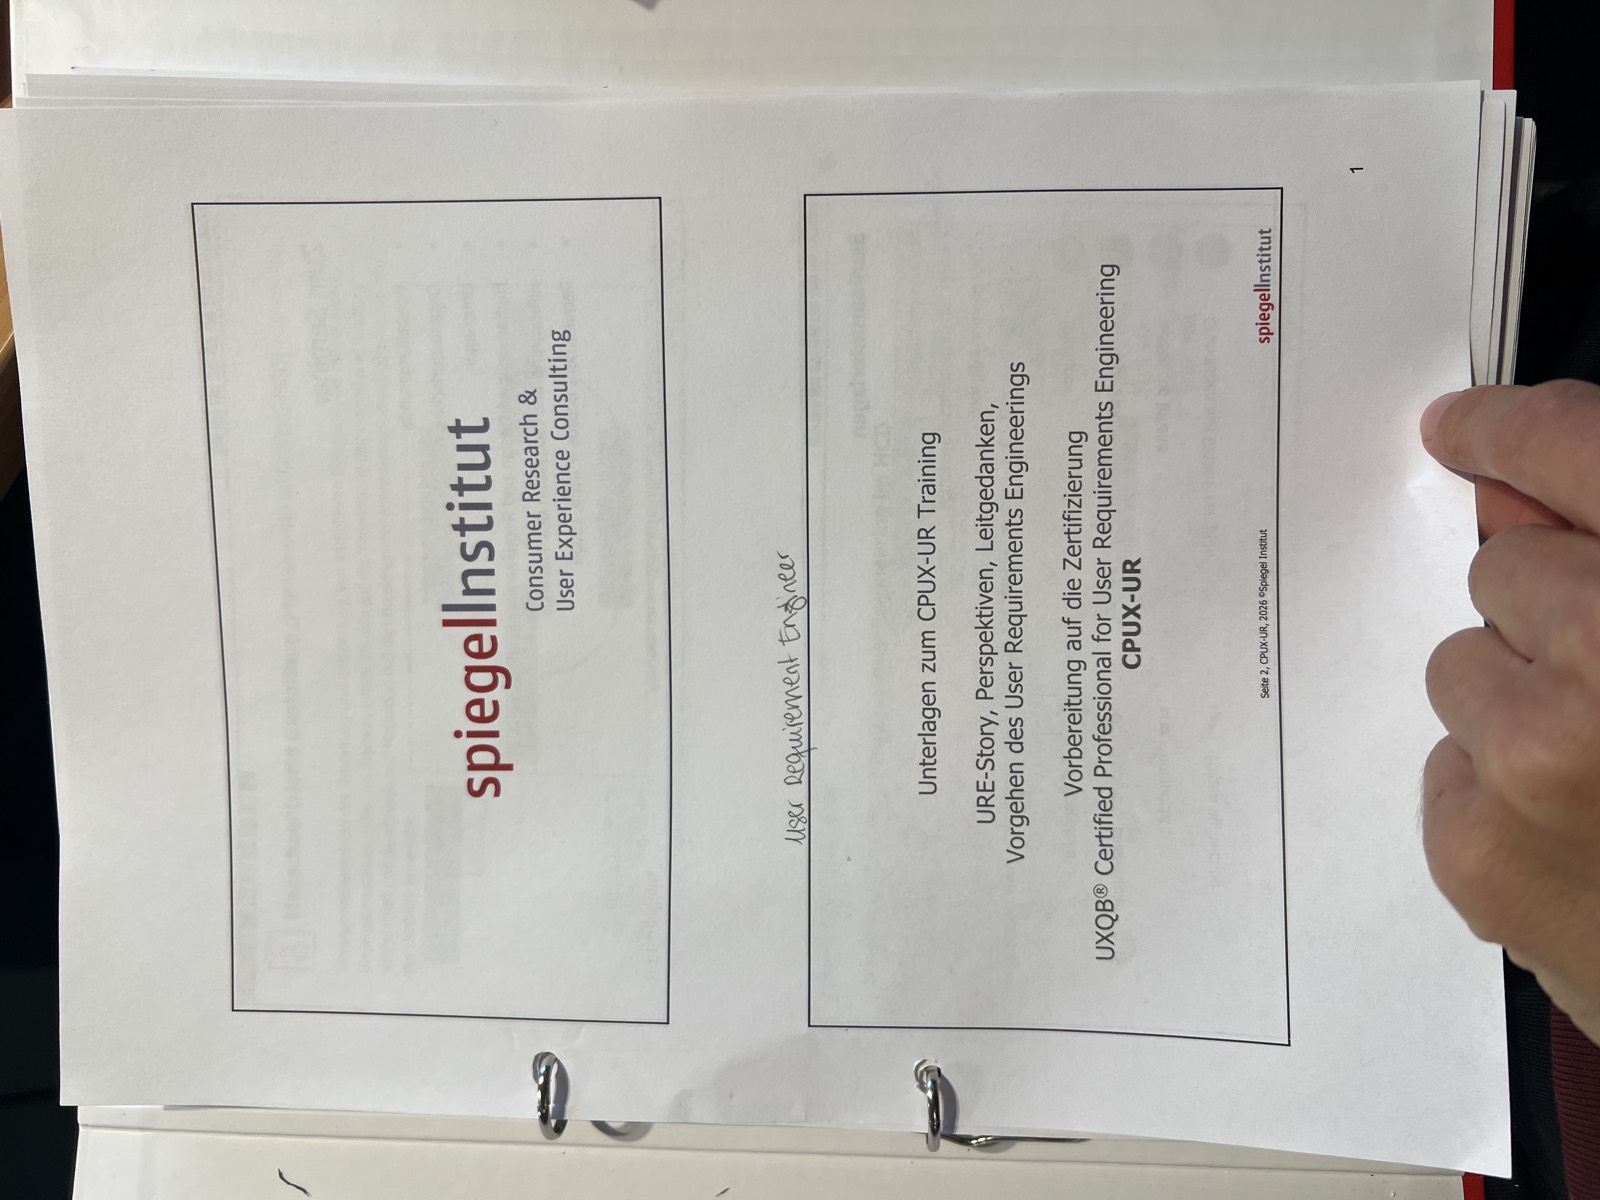 spiegelInstitut
Consumer Research &
User Experience Consulting
User Requirement Engineer
Unterlagen zum CPUX-UR Training
URE-Story, Perspektiven, Leitgedanken,
Vorgehen des User Requirements Engineerings
Vorbereitung auf die Zertifizierung
UXQB® Certified Professional for User Requirements Engineering
CPUX-UR
Seite 2, CPUX-UR, 2026 ©Spiegel Institut
spiegelInstitut
1